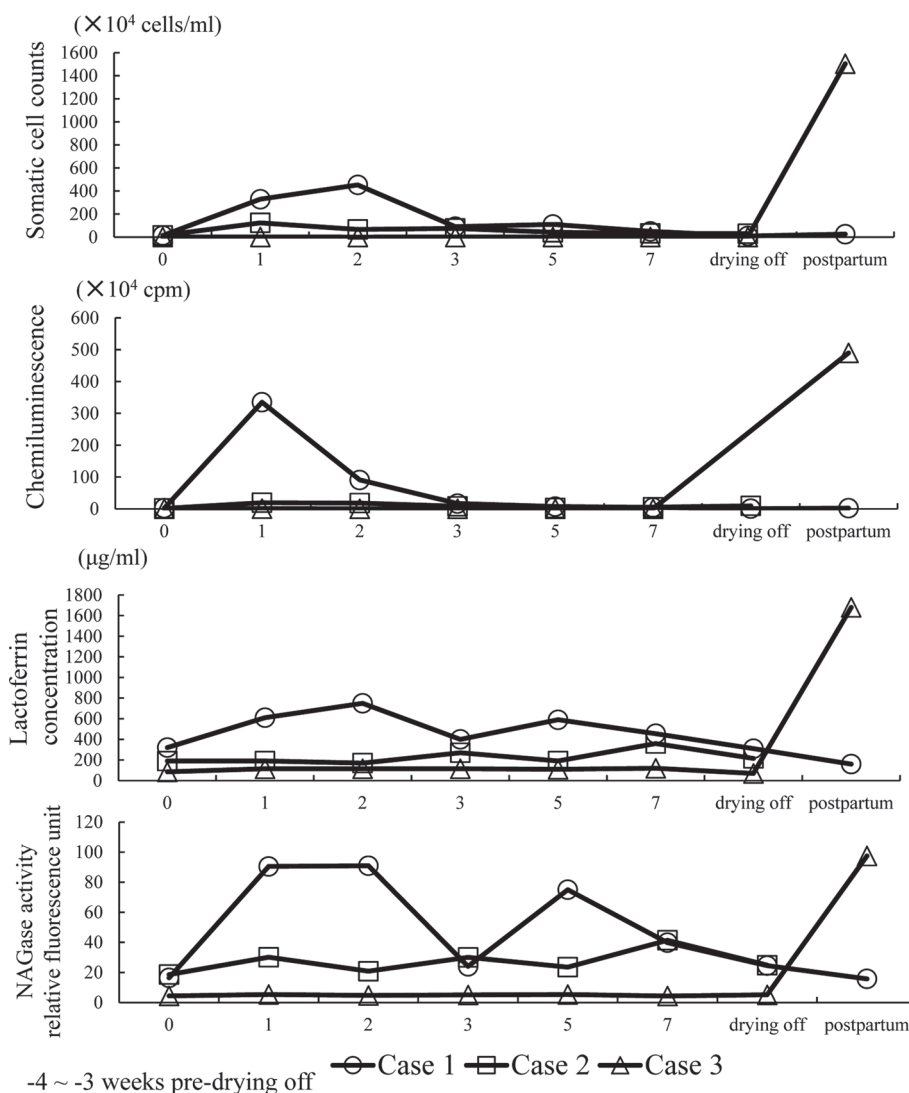 (×10⁴ cells/ml)
Somatic cell counts
1600
1400
1200
1000
800
600
400
200
0
0 1 2 3 5 7 drying off postpartum
(×10⁴ cpm)
Chemiluminescence
600
500
400
300
200
100
0
0 1 2 3 5 7 drying off postpartum
(μg/ml)
Lactoferrin
concentration
1800
1600
1400
1200
1000
800
600
400
200
0
0 1 2 3 5 7 drying off postpartum
NAGase activity
relative fluorescence unit
120
100
80
60
40
20
0
0 1 2 3 5 7 drying off postpartum
Case 1 Case 2 Case 3
-4 ~ -3 weeks pre-drying off